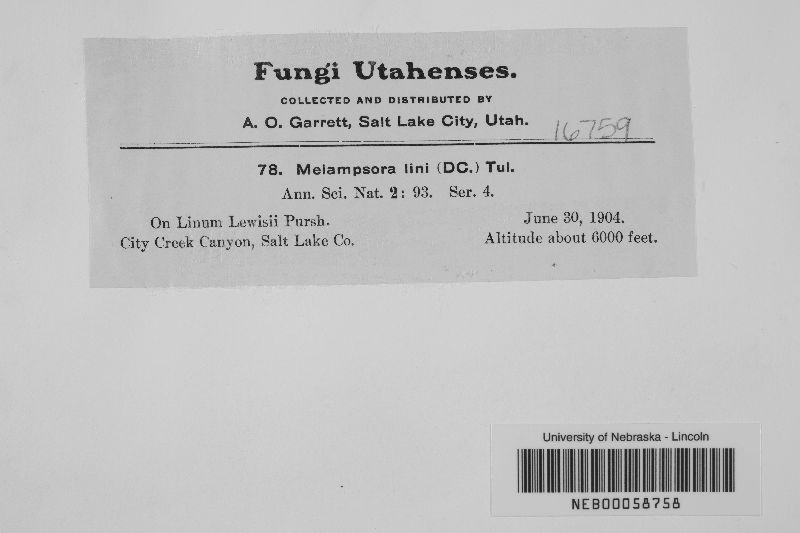 Fungi Utahenses.
COLLECTED AND DISTRIBUTED BY
A. O. Garrett, Salt Lake City, Utah.
16759
78. Melampsora lini (DC.) Tul.
Ann. Sci. Nat. 2: 93. Ser. 4.
On Linum Lewisii Pursh.
June 30, 1904.
City Creek Canyon, Salt Lake Co.
Altitude about 6000 feet.
University of Nebraska - Lincoln
NEB00058758